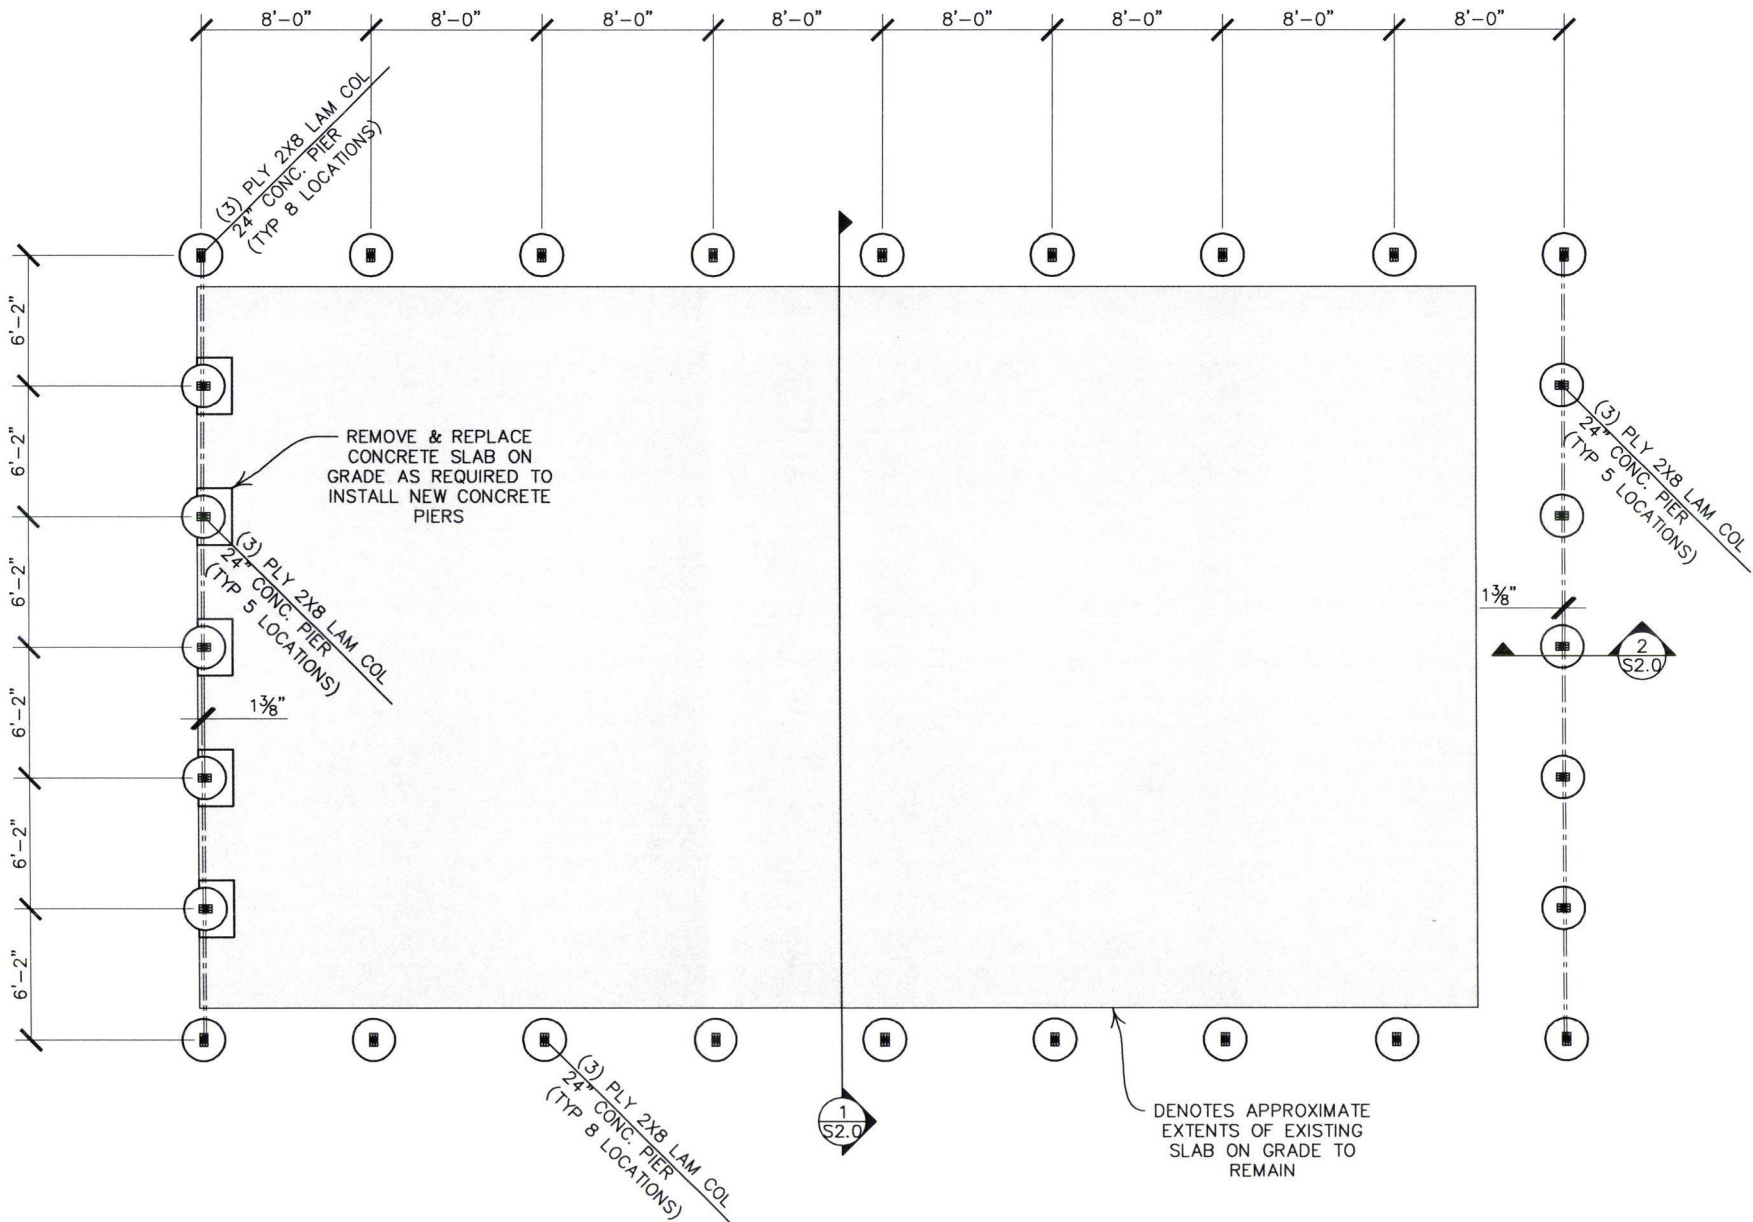 8'-0"
8'-0"
8'-0"
8'-0"
8'-0"
8'-0"
8'-0"
8'-0"
(3) PLY 2X8 LAM COL
24" CONC. PIER
(TYP 8 LOCATIONS)
6'-2"
6'-2"
6'-2"
6'-2"
6'-2"
6'-2"
REMOVE & REPLACE
CONCRETE SLAB ON
GRADE AS REQUIRED TO
INSTALL NEW CONCRETE
PIERS
(3) PLY 2X8 LAM COL
24" CONC. PIER
(TYP 5 LOCATIONS)
1⅜"
(3) PLY 2X8 LAM COL
24" CONC. PIER
(TYP 5 LOCATIONS)
1⅜"
2
S2.0
(3) PLY 2X8 LAM COL
24" CONC. PIER
(TYP 8 LOCATIONS)
1
S2.0
DENOTES APPROXIMATE
EXTENTS OF EXISTING
SLAB ON GRADE TO
REMAIN